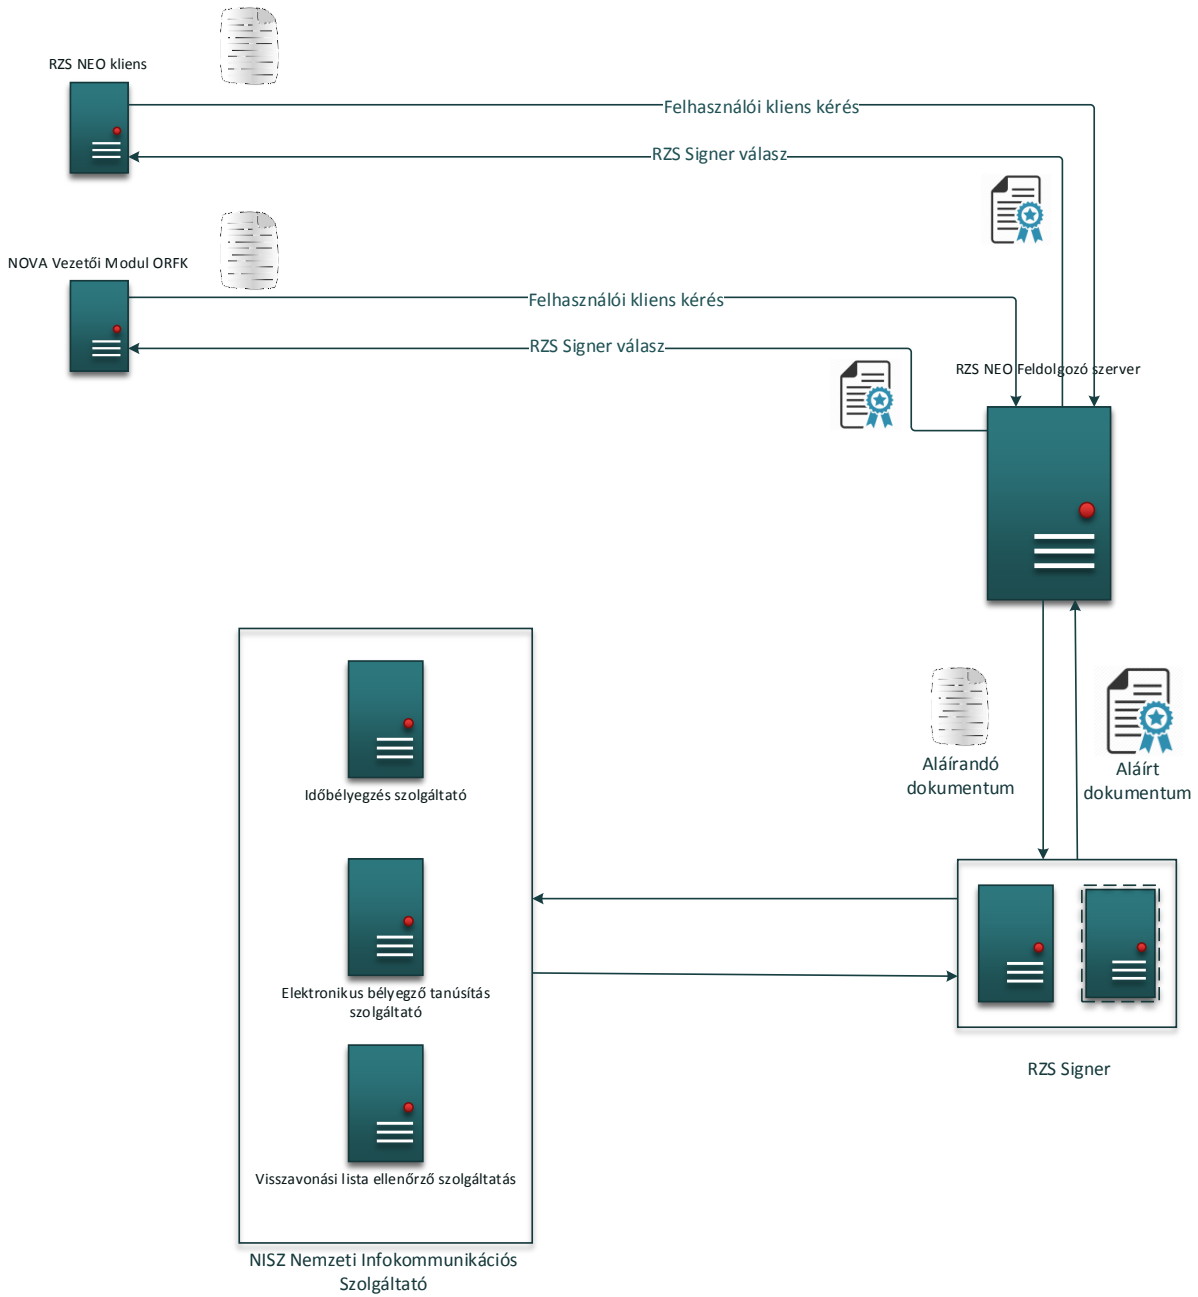 RZS NEO kliens
Felhasználói kliens kérés
RZS Signer válasz
NOVA Vezetői Modul ORFK
Felhasználói kliens kérés
RZS Signer válasz
RZS NEO Feldolgozó szerver
Aláírandó
dokumentum
Aláírt
dokumentum
Időbélyegzés szolgáltató
Elektronikus bélyegző tanúsítás
szolgáltató
Visszavonási lista ellenőrző szolgáltatás
NISZ Nemzeti Infokommunikációs
Szolgáltató
RZS Signer